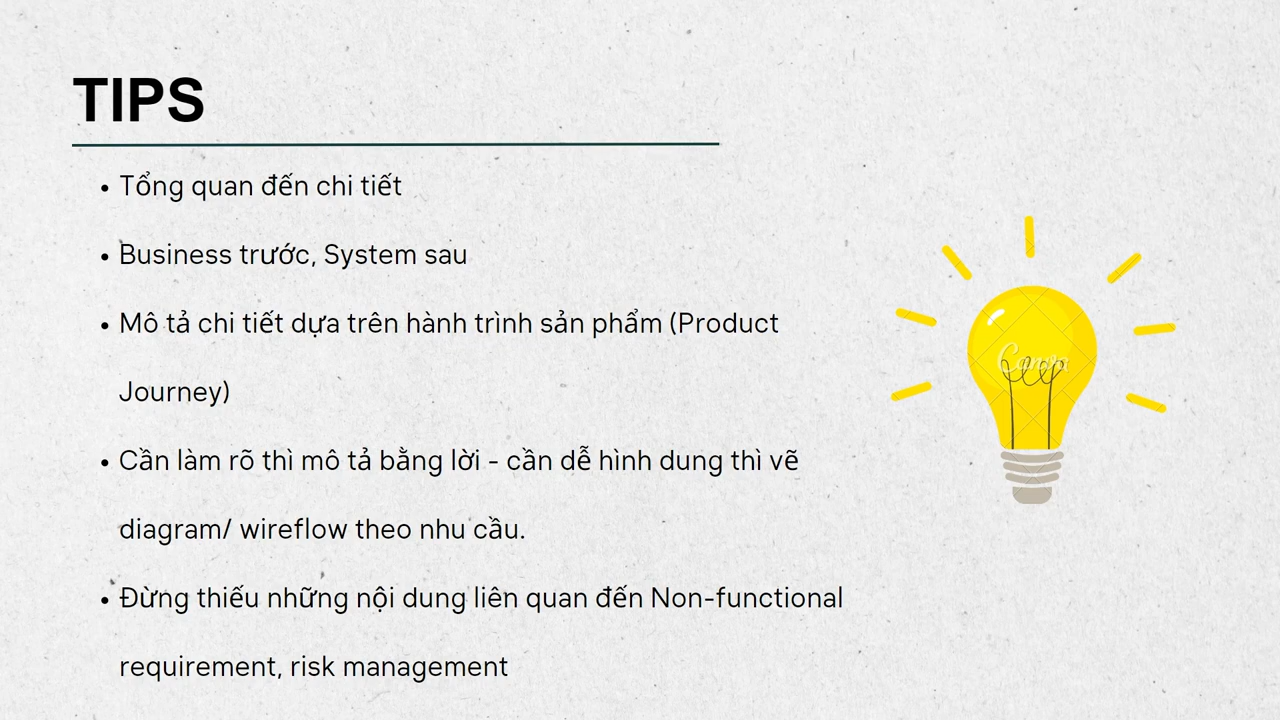 TIPS
• Tổng quan đến chi tiết
• Business trước, System sau
• Mô tả chi tiết dựa trên hành trình sản phẩm (Product
Journey)
• Cần làm rõ thì mô tả bằng lời - cần dễ hình dung thì vẽ
diagram/ wireflow theo nhu cầu.
• Đừng thiếu những nội dung liên quan đến Non-functional
requirement, risk management
Canva